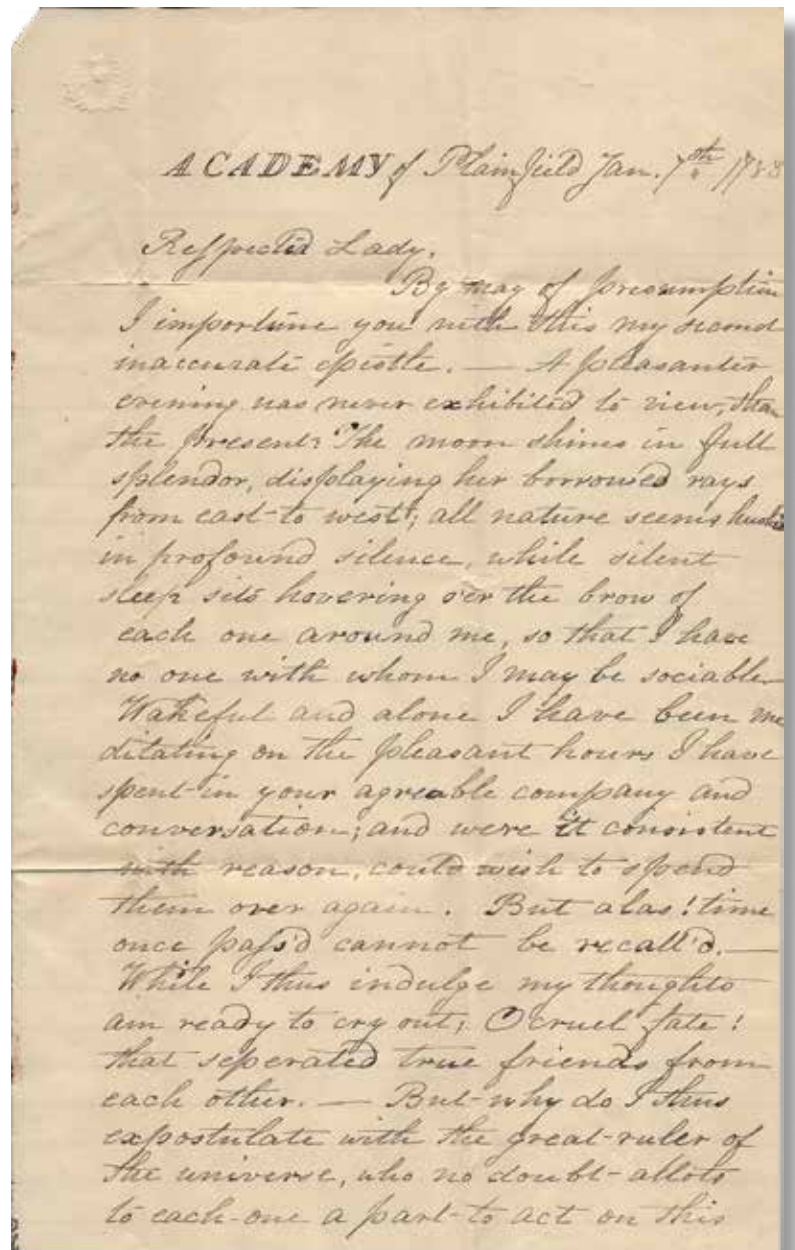 ACADEMY of Plainfield Jan. 7th 1788
Respected Lady.
By way of presumption
I importune you with this my second
inaccurate epistle. — A pleasanter
evening was never exhibited to view, than
the present: The moon shines in full
splendor, displaying her borrowed rays
from east to west; all nature seems
in profound silence, while silent
sleep sits hovering o'er the brow of
each one around me, so that I have
no one with whom I may be sociable
Wakeful and alone I have been me
ditating on the pleasant hours I have
spent in your agreable company and
conversation; and were it consistent
with reason, could wish to spend
them over again. But alas! time
once pass'd cannot be recall'd. —
While I thus indulge my thoughts
am ready to cry out; O cruel fate!
that seperated true friends from
each other. — But why do I thus
expostulate with the great ruler of
the universe, who no doubt allots
to each one a part to act on this